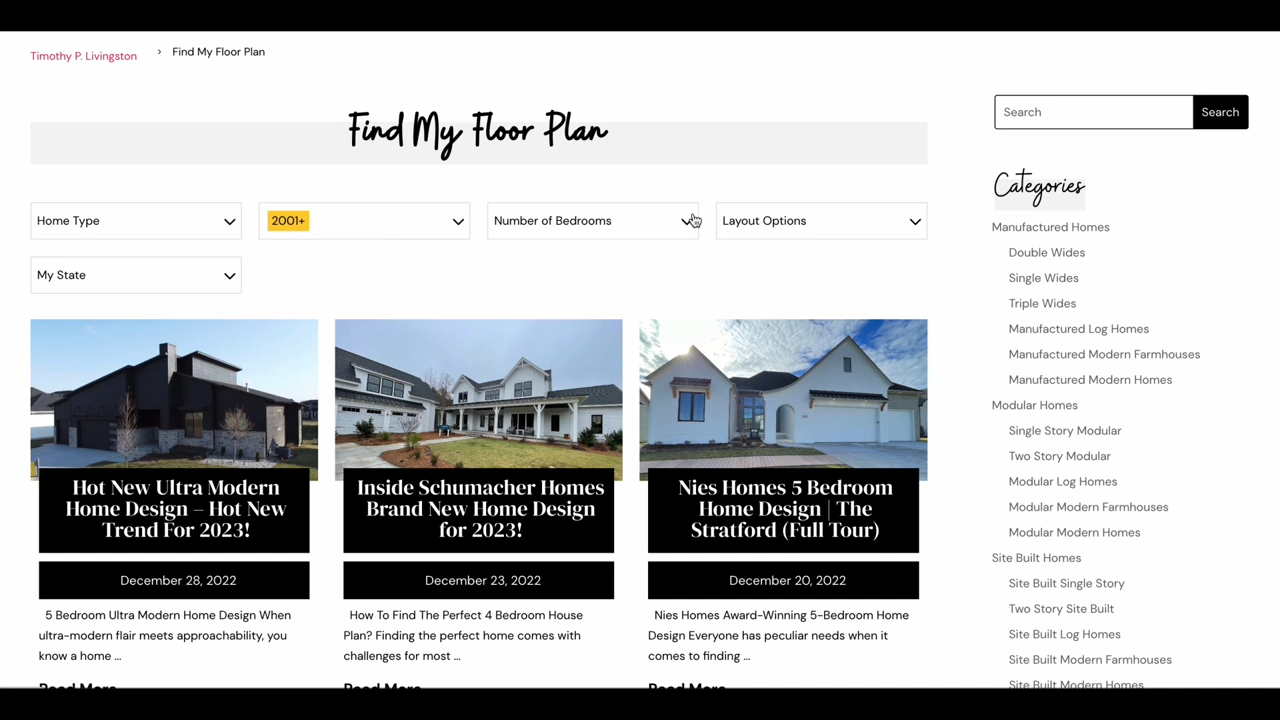 Timothy P. Livingston > Find My Floor Plan
Find My Floor Plan
Home Type
2001+
Number of Bedrooms
Layout Options
My State
Hot New Ultra Modern
Home Design – Hot New
Trend For 2023!
December 28, 2022
5 Bedroom Ultra Modern Home Design When
ultra-modern flair meets approachability, you
know a home ...
Read More
Inside Schumacher Homes
Brand New Home Design
for 2023!
December 23, 2022
How To Find The Perfect 4 Bedroom House
Plan? Finding the perfect home comes with
challenges for most ...
Read More
Nies Homes 5 Bedroom
Home Design | The
Stratford (Full Tour)
December 20, 2022
Nies Homes Award-Winning 5-Bedroom Home
Design Everyone has peculiar needs when it
comes to finding ...
Read More
Search
Search
Categories
Manufactured Homes
Double Wides
Single Wides
Triple Wides
Manufactured Log Homes
Manufactured Modern Farmhouses
Manufactured Modern Homes
Modular Homes
Single Story Modular
Two Story Modular
Modular Log Homes
Modular Modern Farmhouses
Modular Modern Homes
Site Built Homes
Site Built Single Story
Two Story Site Built
Site Built Log Homes
Site Built Modern Farmhouses
Site Built Modern Homes